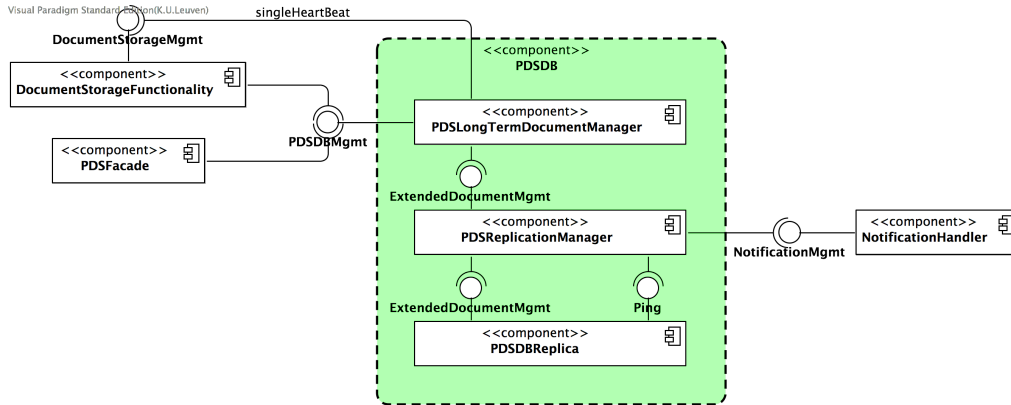 Visual Paradigm Standard Edition(K.U.Leuven)
singleHeartBeat
DocumentStorageMgmt
<<component>>
PDSDB
<<component>>
DocumentStorageFunctionality
<<component>>
PDSLongTermDocumentManager
PDSDBMgmt
<<component>>
PDSFacade
ExtendedDocumentMgmt
<<component>>
PDSReplicationManager
<<component>>
NotificationHandler
NotificationMgmt
ExtendedDocumentMgmt
Ping
<<component>>
PDSDBReplica